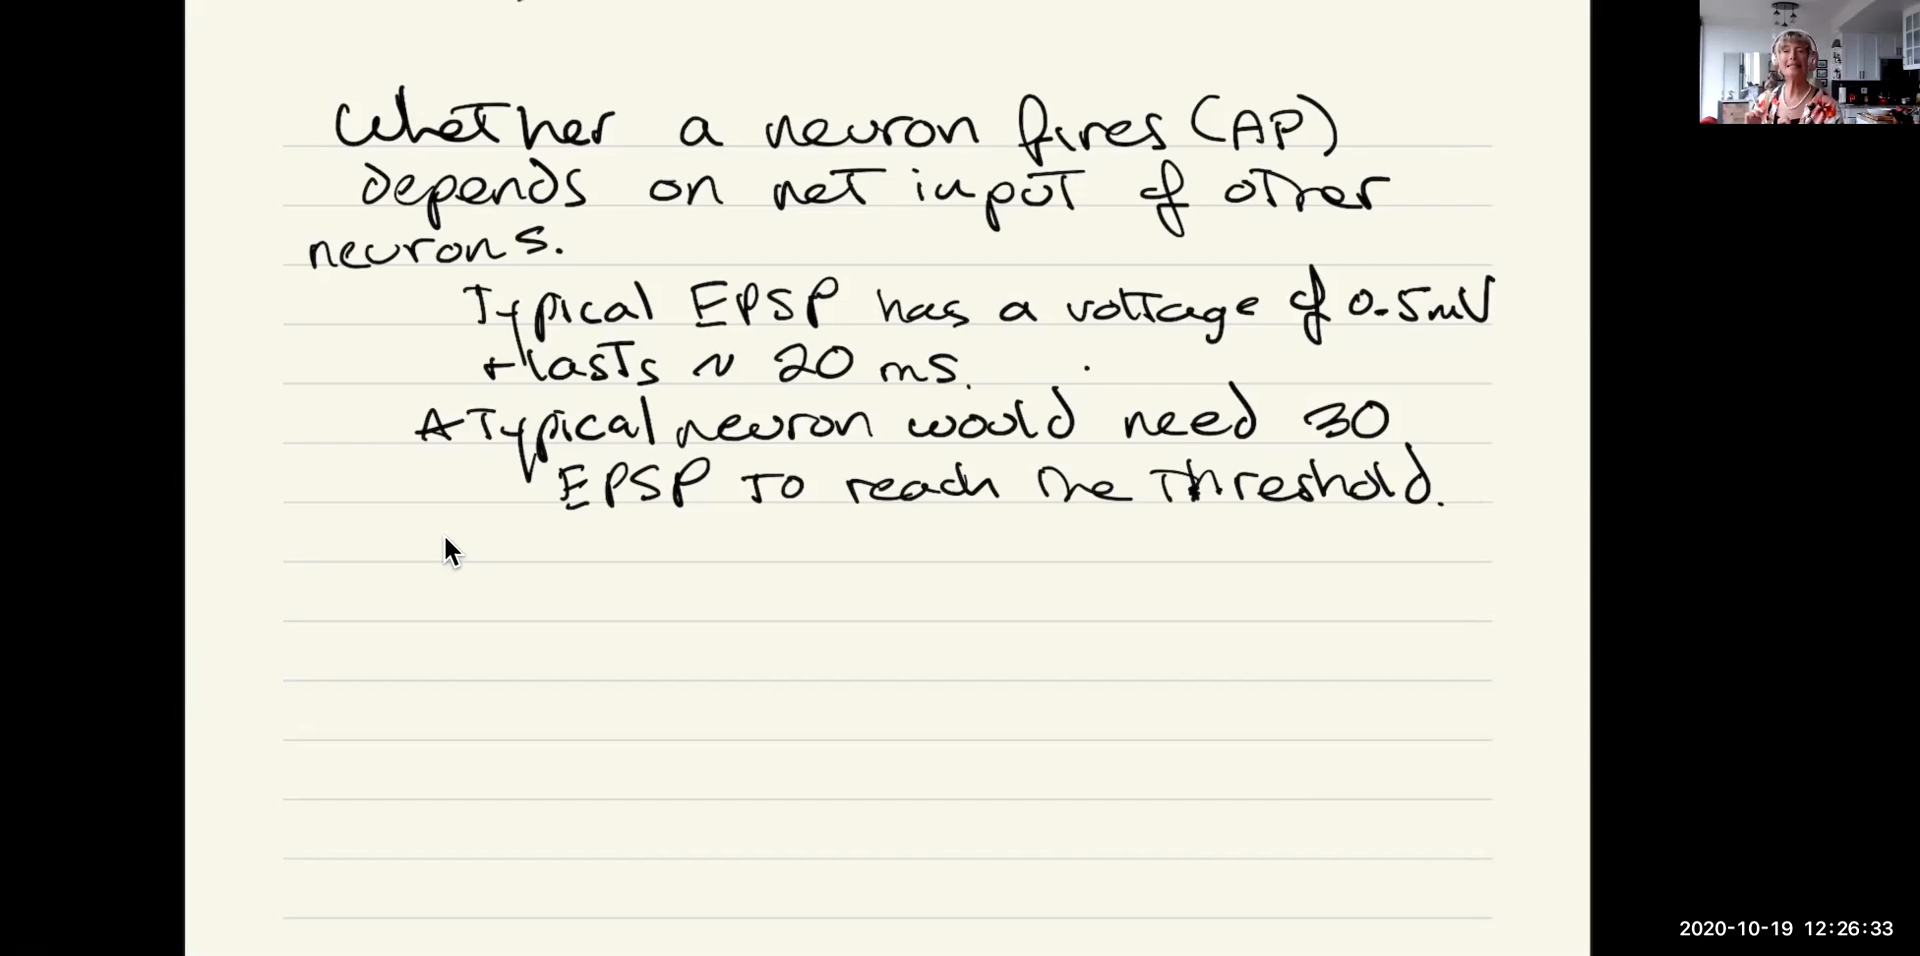 Whether a neuron fires (AP)
depends on net input of other
neurons.
Typical EPSP has a voltage of 0.5mV
+ lasts ~ 20 ms.
A Typical neuron would need 30
EPSP to reach the threshold.
2020-10-19 12:26:33